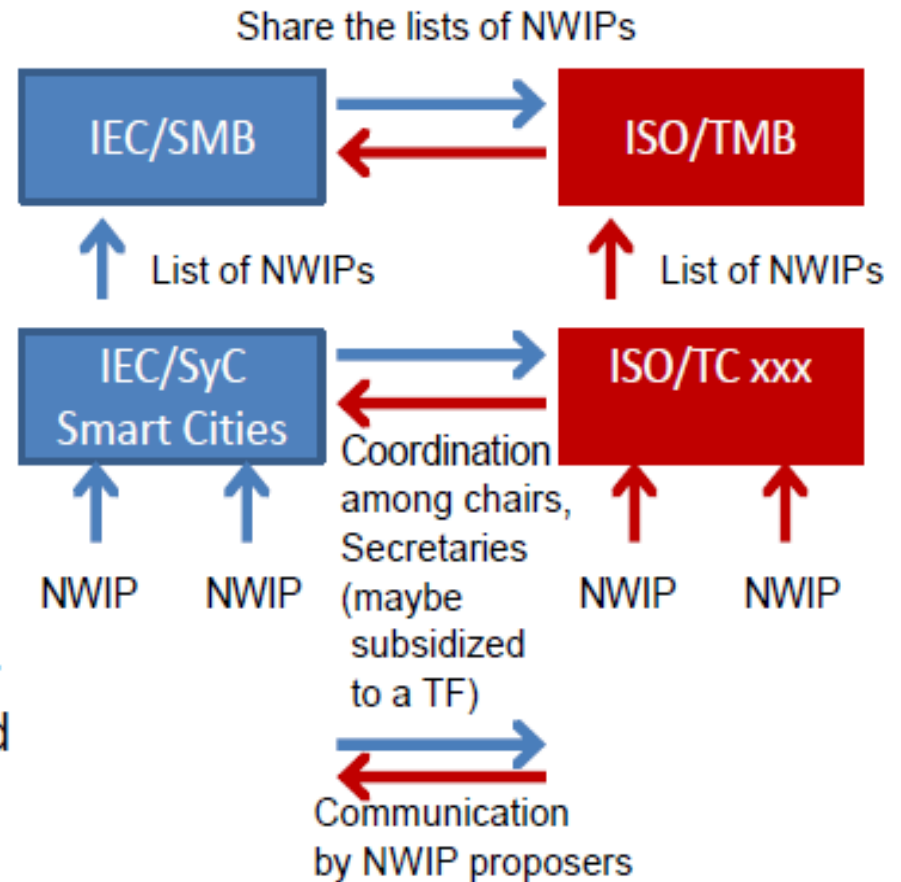 Share the lists of NWIPs
IEC/SMB
ISO/TMB
List of NWIPs
List of NWIPs
IEC/SyC
Smart Cities
ISO/TC xxx
Coordination
among chairs,
Secretaries
(maybe
subsidized
to a TF)
NWIP
NWIP
NWIP
NWIP
Communication
by NWIP proposers